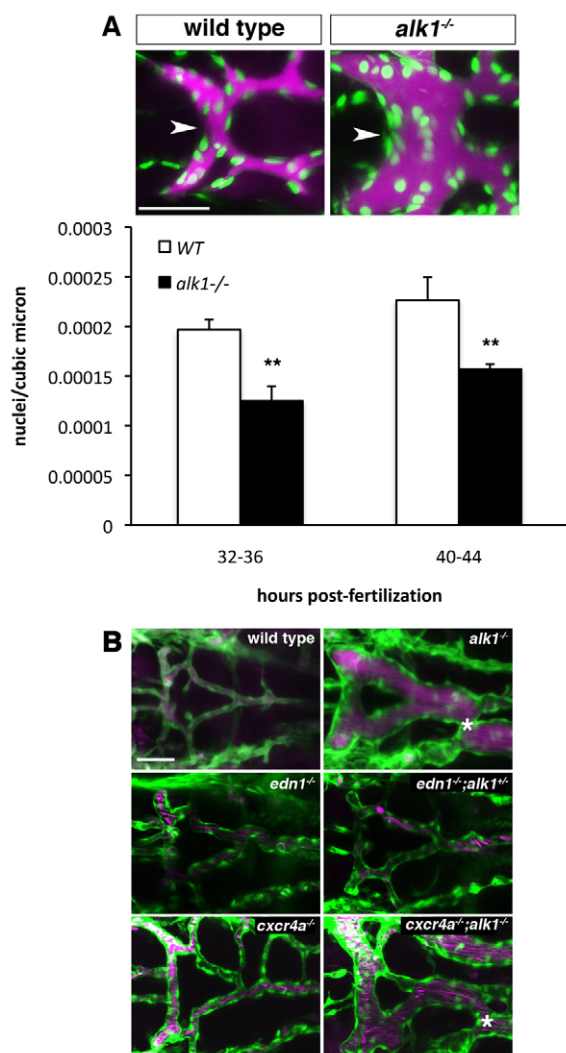 A
wild type
alk1-/-
0.0003
0.00025
0.0002
0.00015
0.0001
0.00005
0
nuclei/cubic micron
WT
alk1-/-
**
**
32-36
40-44
hours post-fertilization
B
wild type
alk1-/-
*
edn1-/-
edn1-/-;alk1+/-
cxcr4a-/-
cxcr4a-/-;alk1-/-
*